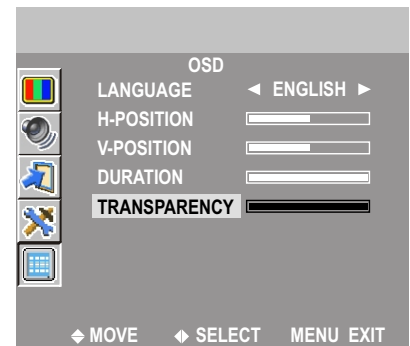 OSD
LANGUAGE ◄ ENGLISH ►
H-POSITION
V-POSITION
DURATION
TRANSPARENCY
MOVE SELECT MENU EXIT